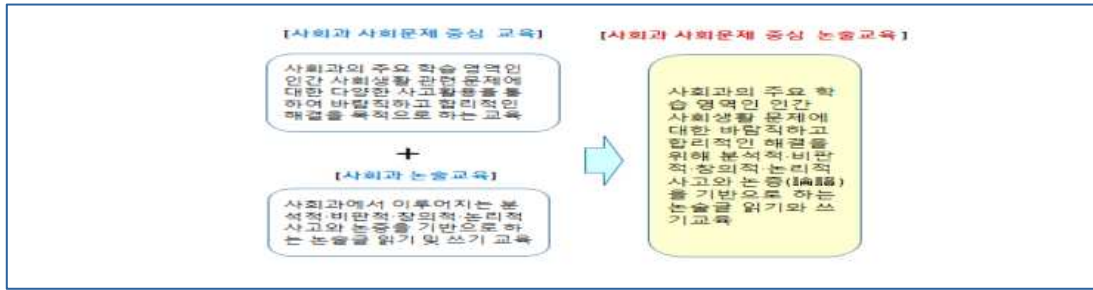 [사회과 사회문제 중심 교육]
사회과의 주요 학습 영역인
인간 사회생활 관련 문제에
대한 다양한 사고활용을 통
하여 바람직하고 합리적인
해결을 목적으로 하는 교육
+
[사회과 논술교육]
사회과에서 이루어지는 분
석적·비판적·창의적·논리적
사고와 논증을 기반으로 하
는 논술글 읽기 및 쓰기 교육
[사회과 사회문제 중심 논술교육]
사회과의 주요 학
습 영역인 인간
사회생활 문제에
대한 바람직하고
합리적인 해결을
위해 분석적·비판
적·창의적·논리적
사고와 논증
을 기반으로 하는
논술글 읽기와 쓰
기교육